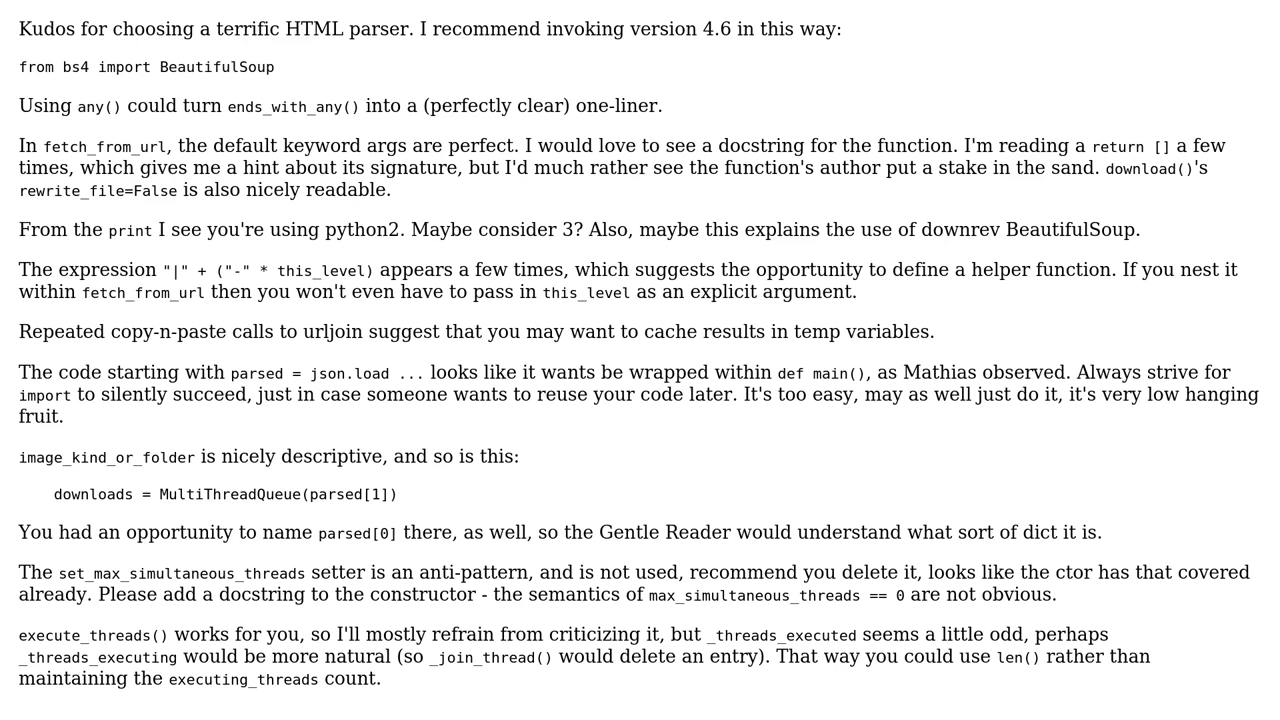 Kudos for choosing a terrific HTML parser. I recommend invoking version 4.6 in this way:
from bs4 import BeautifulSoup
Using any() could turn ends_with_any() into a (perfectly clear) one-liner.
In fetch_from_url, the default keyword args are perfect. I would love to see a docstring for the function. I'm reading a return [] a few
times, which gives me a hint about its signature, but I'd much rather see the function's author put a stake in the sand. download()'s
rewrite_file=False is also nicely readable.
From the print I see you're using python2. Maybe consider 3? Also, maybe this explains the use of downrev BeautifulSoup.
The expression "|" + ("-" * this_level) appears a few times, which suggests the opportunity to define a helper function. If you nest it
within fetch_from_url then you won't even have to pass in this_level as an explicit argument.
Repeated copy-n-paste calls to urljoin suggest that you may want to cache results in temp variables.
The code starting with parsed = json.load ... looks like it wants be wrapped within def main(), as Mathias observed. Always strive for
import to silently succeed, just in case someone wants to reuse your code later. It's too easy, may as well just do it, it's very low hanging
fruit.
image_kind_or_folder is nicely descriptive, and so is this:
    downloads = MultiThreadQueue(parsed[1])
You had an opportunity to name parsed[0] there, as well, so the Gentle Reader would understand what sort of dict it is.
The set_max_simultaneous_threads setter is an anti-pattern, and is not used, recommend you delete it, looks like the ctor has that covered
already. Please add a docstring to the constructor - the semantics of max_simultaneous_threads == 0 are not obvious.
execute_threads() works for you, so I'll mostly refrain from criticizing it, but _threads_executed seems a little odd, perhaps
_threads_executing would be more natural (so _join_thread() would delete an entry). That way you could use len() rather than
maintaining the executing_threads count.